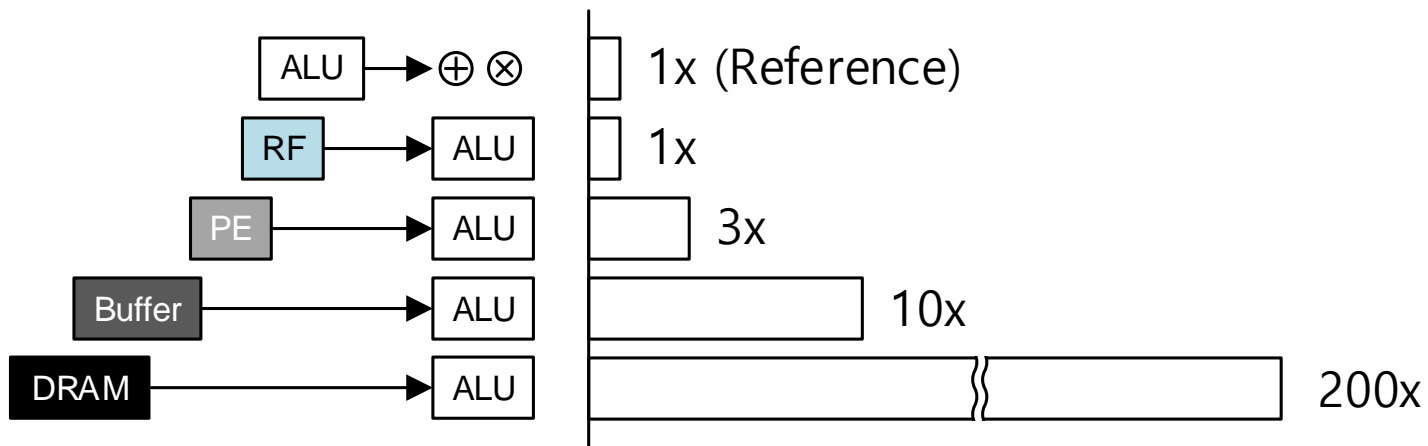 ALU ⊕ ⊗ 1x (Reference)
RF ALU 1x
PE ALU 3x
Buffer ALU 10x
DRAM ALU 200x